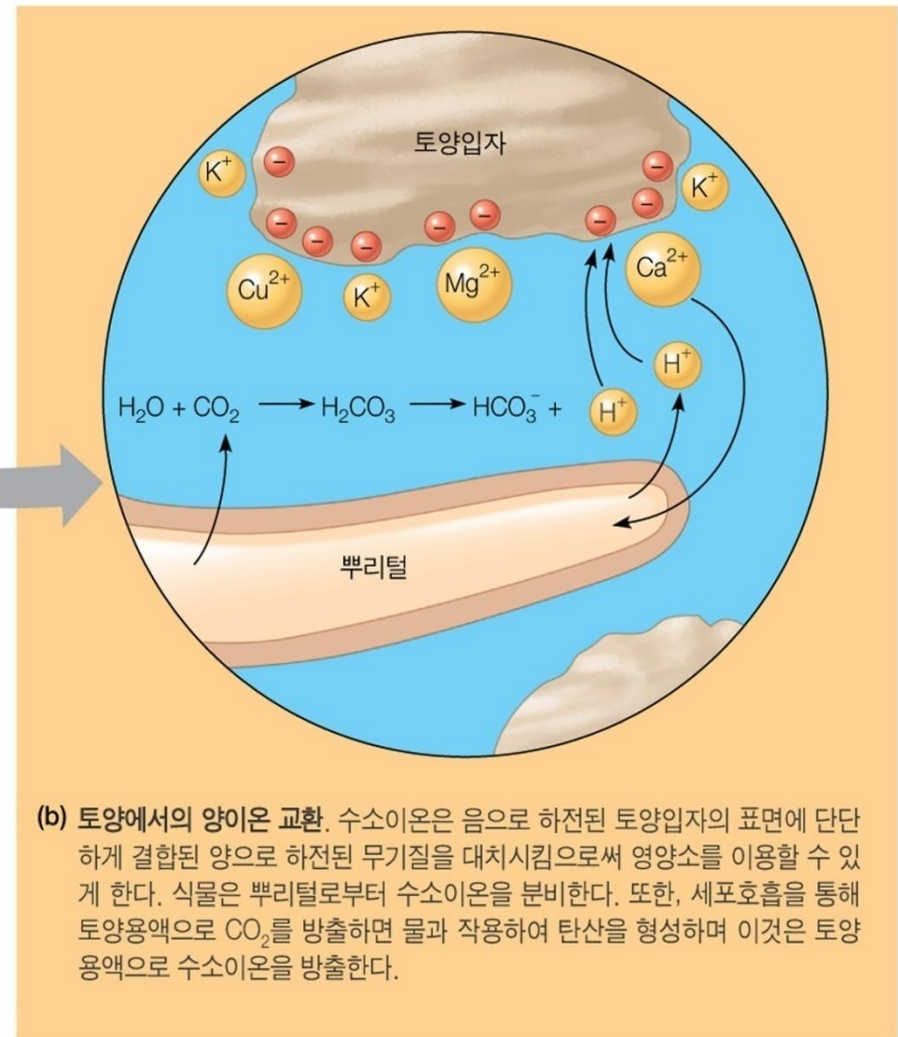 토양입자
K⁺
K⁺
Cu²⁺
K⁺
Mg²⁺
Ca²⁺
H⁺
H₂O + CO₂ → H₂CO₃ → HCO₃⁻ + H⁺
뿌리털
(b) 토양에서의 양이온 교환. 수소이온은 음으로 하전된 토양입자의 표면에 단단
하게 결합된 양으로 하전된 무기질을 대치시킴으로써 영양소를 이용할 수 있
게 한다. 식물은 뿌리털로부터 수소이온을 분비한다. 또한, 세포호흡을 통해
토양용액으로 CO₂를 방출하면 물과 작용하여 탄산을 형성하며 이것은 토양
용액으로 수소이온을 방출한다.